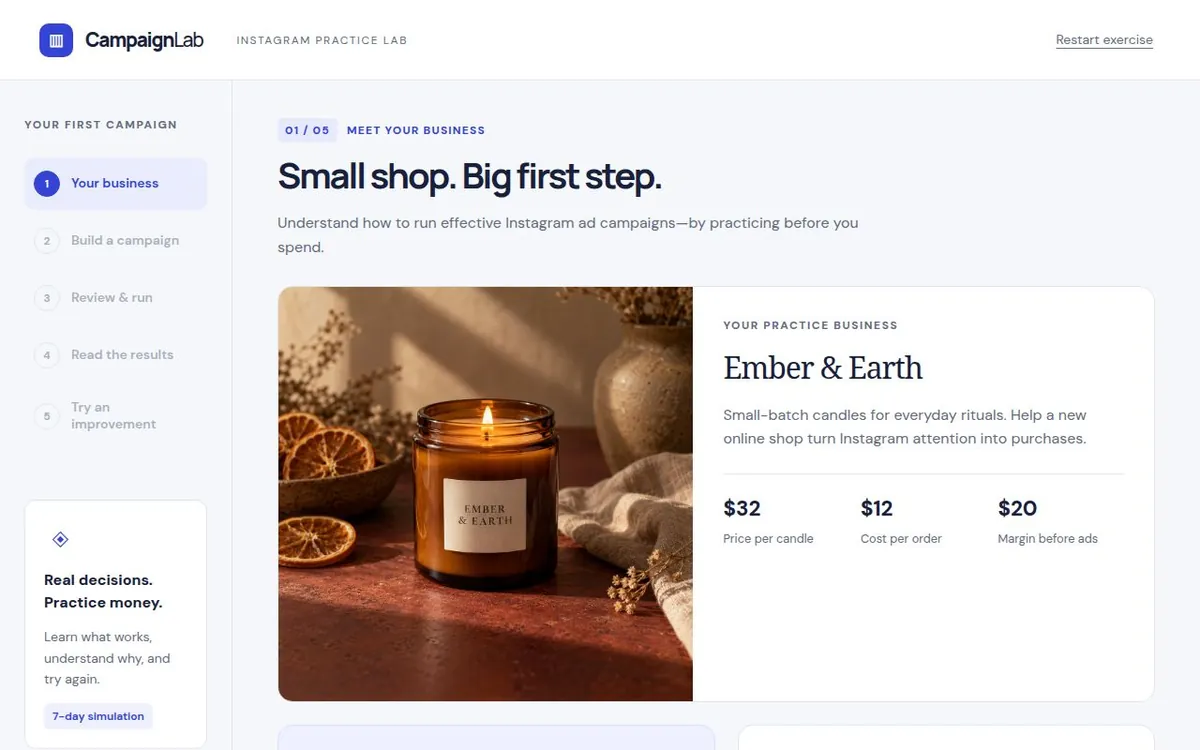 CampaignLab
INSTAGRAM PRACTICE LAB
Restart exercise
YOUR FIRST CAMPAIGN
1 Your business
2 Build a campaign
3 Review & run
4 Read the results
5 Try an
improvement
Real decisions.
Practice money.
Learn what works,
understand why, and
try again.
7-day simulation
01 / 05 MEET YOUR BUSINESS
Small shop. Big first step.
Understand how to run effective Instagram ad campaigns—by practicing before you
spend.
EMBER
& EARTH
YOUR PRACTICE BUSINESS
Ember & Earth
Small-batch candles for everyday rituals. Help a new
online shop turn Instagram attention into purchases.
$32 $12 $20
Price per candle Cost per order Margin before ads